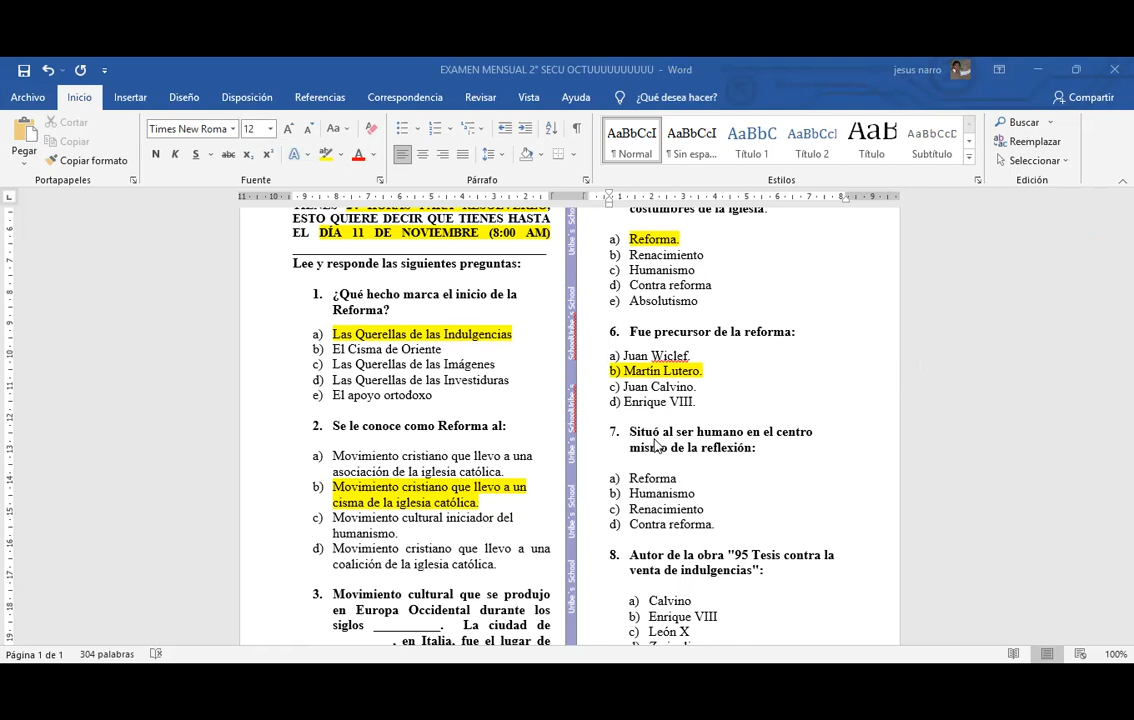 EXAMEN MENSUAL 2° SECU OCTUUUUUUUUUU - Word
jesus narro
Archivo Inicio Insertar Diseño Disposición Referencias Correspondencia Revisar Vista Ayuda ¿Qué desea hacer? Compartir
Pegar
Cortar
Copiar
Copiar formato
Portapapeles
Times New Roma 12
Aa
N K S abc x₂ x²
Fuente
Párrafo
AaBbCcI
¶ Normal
AaBbCcI
¶ Sin espa...
AaBbC
Título 1
AaBbCcI
Título 2
AaB
Título
AaBbCcD
Subtítulo
Estilos
Buscar
Reemplazar
Seleccionar
Edición
ESTO QUIERE DECIR QUE TIENES HASTA
EL DÍA 11 DE NOVIEMBRE (8:00 AM)
Lee y responde las siguientes preguntas:
1. ¿Qué hecho marca el inicio de la
Reforma?
a) Las Querellas de las Indulgencias
b) El Cisma de Oriente
c) Las Querellas de las Imágenes
d) Las Querellas de las Investiduras
e) El apoyo ortodoxo
2. Se le conoce como Reforma al:
a) Movimiento cristiano que llevo a una
asociación de la iglesia católica.
b) Movimiento cristiano que llevo a un
cisma de la iglesia católica.
c) Movimiento cultural iniciador del
humanismo.
d) Movimiento cristiano que llevo a una
coalición de la iglesia católica.
3. Movimiento cultural que se produjo
en Europa Occidental durante los
siglos __________. La ciudad de
, en Italia, fue el lugar de
Uribe´s School
costumbres de la iglesia.
a) Reforma.
b) Renacimiento
c) Humanismo
d) Contra reforma
e) Absolutismo
6. Fue precursor de la reforma:
a) Juan Wiclef.
b) Martín Lutero.
c) Juan Calvino.
d) Enrique VIII.
7. Situó al ser humano en el centro
mismo de la reflexión:
a) Reforma
b) Humanismo
c) Renacimiento
d) Contra reforma.
8. Autor de la obra "95 Tesis contra la
venta de indulgencias":
a) Calvino
b) Enrique VIII
c) León X
Página 1 de 1 304 palabras 100%